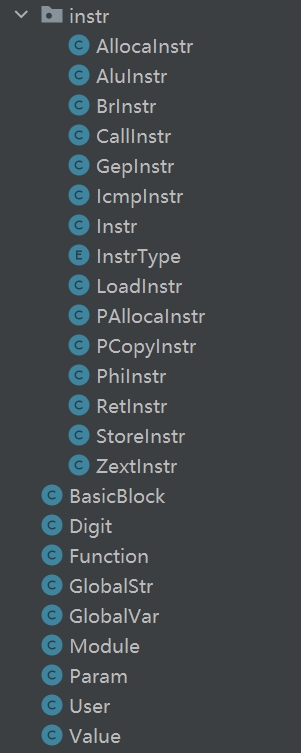 instr
C AllocaInstr
C AluInstr
C BrInstr
C CallInstr
C GepInstr
C IcmpInstr
C Instr
E InstrType
C LoadInstr
C PAllocaInstr
C PCopyInstr
C PhiInstr
C RetInstr
C StoreInstr
C ZextInstr
C BasicBlock
C Digit
C Function
C GlobalStr
C GlobalVar
C Module
C Param
C User
C Value